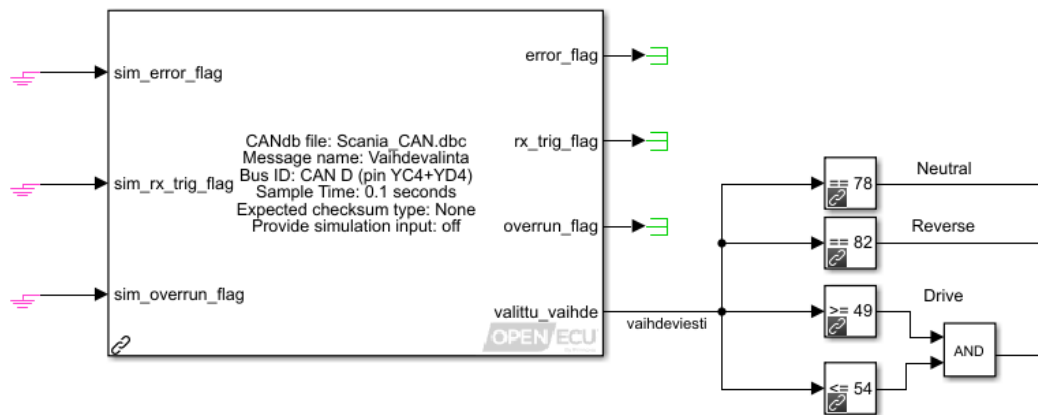 sim_error_flag
sim_rx_trig_flag
sim_overrun_flag
CANdb file: Scania_CAN.dbc
Message name: Vaihdevalinta
Bus ID: CAN D (pin YC4+YD4)
Sample Time: 0.1 seconds
Expected checksum type: None
Provide simulation input: off
error_flag
rx_trig_flag
overrun_flag
valittu_vaihde
OPENECU
vaihdeviesti
== 78
Neutral
== 82
Reverse
>= 49
Drive
<= 54
AND